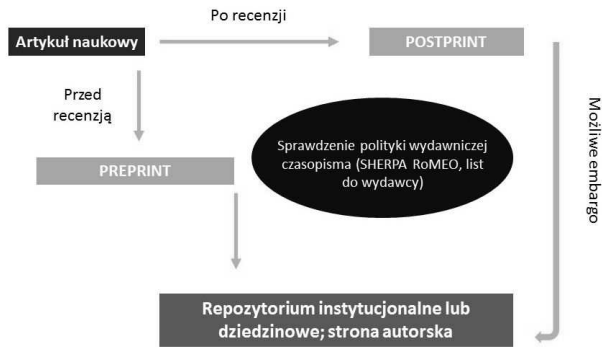 Po recenzji
Artykuł naukowy
POSTPRINT
Przed
recenzją
Możliwe embargo
Sprawdzenie polityki wydawniczej
czasopisma (SHERPA RoMEO, list
do wydawcy)
PREPRINT
Repozytorium instytucjonalne lub
dziedzinowe; strona autorska